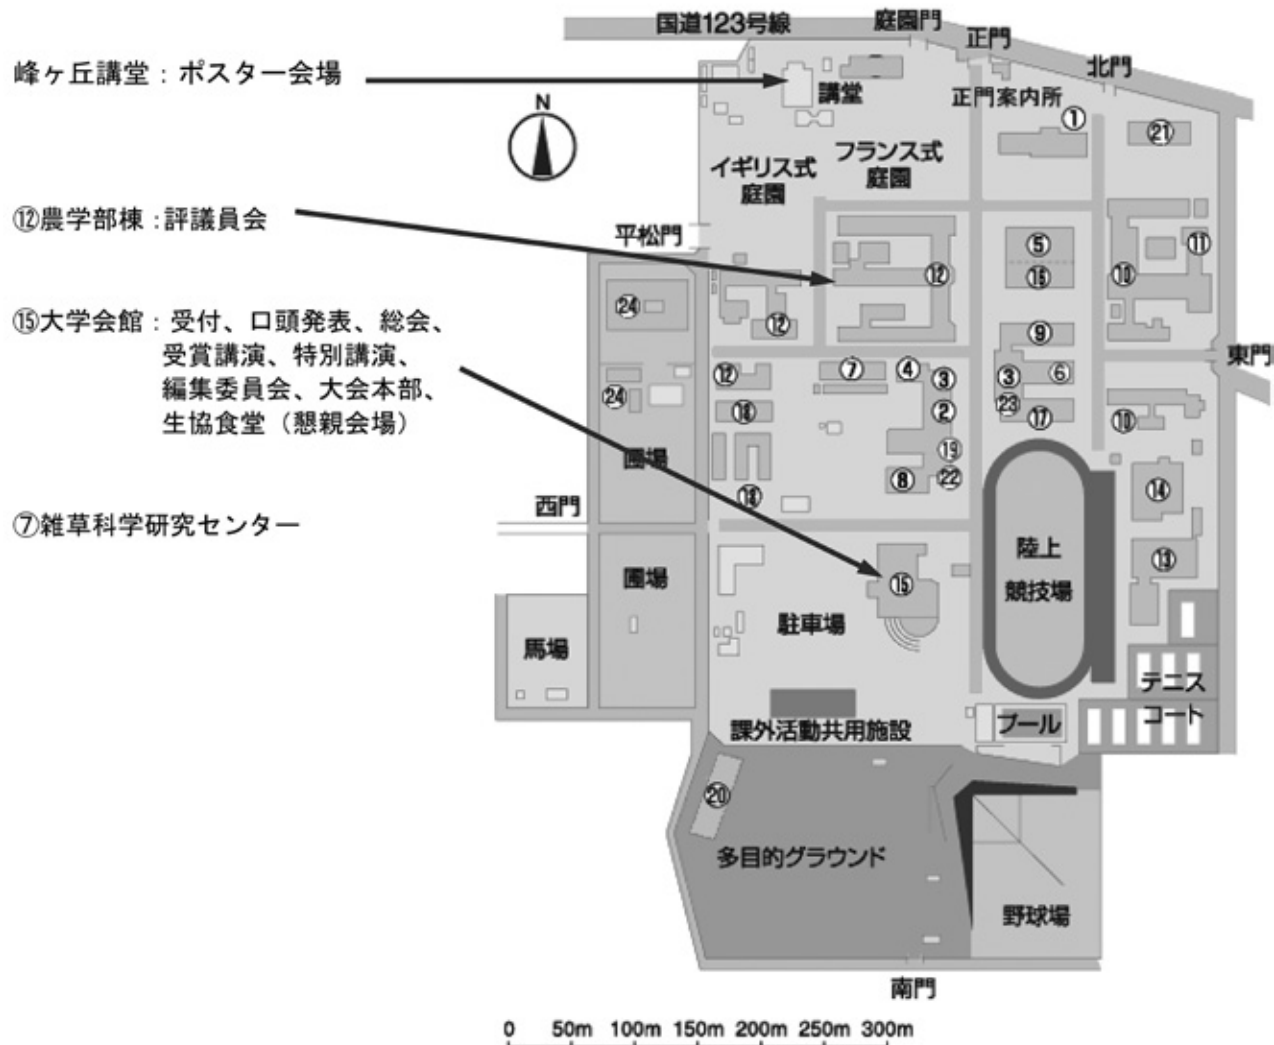 国道123号線
庭園門
正門
北門
峰ヶ丘講堂：ポスター会場
講堂
正門案内所
N
①
㉑
イギリス式
庭園
フランス式
庭園
⑫農学部棟：評議員会
平松門
⑤
⑪
⑫
⑯
⑩
㉔
⑫
⑨
⑮大学会館：受付、口頭発表、総会、
受賞講演、特別講演、
編集委員会、大会本部、
生協食堂（懇親会場）
東門
⑫
⑦
④
③
③
⑥
㉔
⑱
②
㉓
⑰
⑩
圃場
⑲
⑱
⑧
㉒
⑭
西門
⑦雑草科学研究センター
圃場
⑮
陸上
競技場
⑬
駐車場
馬場
テニス
コート
課外活動共用施設
プール
⑳
多目的グラウンド
野球場
南門
0 50m 100m 150m 200m 250m 300m